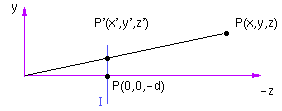 y
P'(x',y',z')
P(x,y,z)
P(0,0,-d)
-z
I